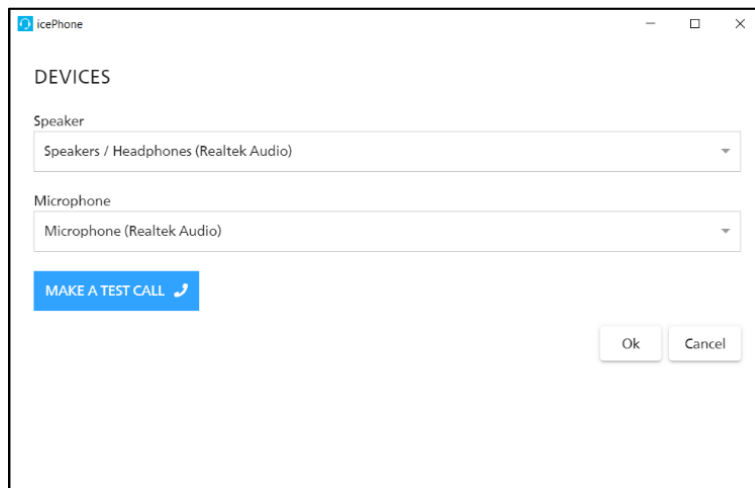 icePhone
DEVICES
Speaker
Speakers / Headphones (Realtek Audio)
Microphone
Microphone (Realtek Audio)
MAKE A TEST CALL
Ok Cancel